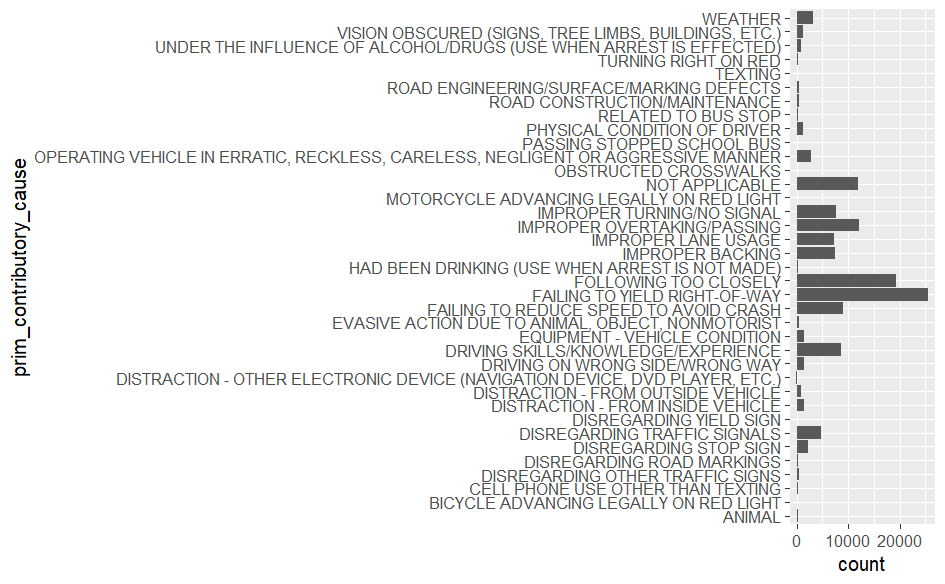 prim_contributory_cause
WEATHER
VISION OBSCURED (SIGNS, TREE LIMBS, BUILDINGS, ETC.)
UNDER THE INFLUENCE OF ALCOHOL/DRUGS (USE WHEN ARREST IS EFFECTED)
TURNING RIGHT ON RED
TEXTING
ROAD ENGINEERING/SURFACE/MARKING DEFECTS
ROAD CONSTRUCTION/MAINTENANCE
RELATED TO BUS STOP
PHYSICAL CONDITION OF DRIVER
PASSING STOPPED SCHOOL BUS
OPERATING VEHICLE IN ERRATIC, RECKLESS, CARELESS, NEGLIGENT OR AGGRESSIVE MANNER
OBSTRUCTED CROSSWALKS
NOT APPLICABLE
MOTORCYCLE ADVANCING LEGALLY ON RED LIGHT
IMPROPER TURNING/NO SIGNAL
IMPROPER OVERTAKING/PASSING
IMPROPER LANE USAGE
IMPROPER BACKING
HAD BEEN DRINKING (USE WHEN ARREST IS NOT MADE)
FOLLOWING TOO CLOSELY
FAILING TO YIELD RIGHT-OF-WAY
FAILING TO REDUCE SPEED TO AVOID CRASH
EVASIVE ACTION DUE TO ANIMAL, OBJECT, NONMOTORIST
EQUIPMENT - VEHICLE CONDITION
DRIVING SKILLS/KNOWLEDGE/EXPERIENCE
DRIVING ON WRONG SIDE/WRONG WAY
DISTRACTION - OTHER ELECTRONIC DEVICE (NAVIGATION DEVICE, DVD PLAYER, ETC.)
DISTRACTION - FROM OUTSIDE VEHICLE
DISTRACTION - FROM INSIDE VEHICLE
DISREGARDING YIELD SIGN
DISREGARDING TRAFFIC SIGNALS
DISREGARDING STOP SIGN
DISREGARDING ROAD MARKINGS
DISREGARDING OTHER TRAFFIC SIGNS
CELL PHONE USE OTHER THAN TEXTING
BICYCLE ADVANCING LEGALLY ON RED LIGHT
ANIMAL
0 10000 20000
count